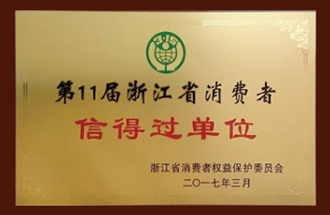 第11届浙江省消费者
信得过单位
浙江省消费者权益保护委员会
二〇一七年三月